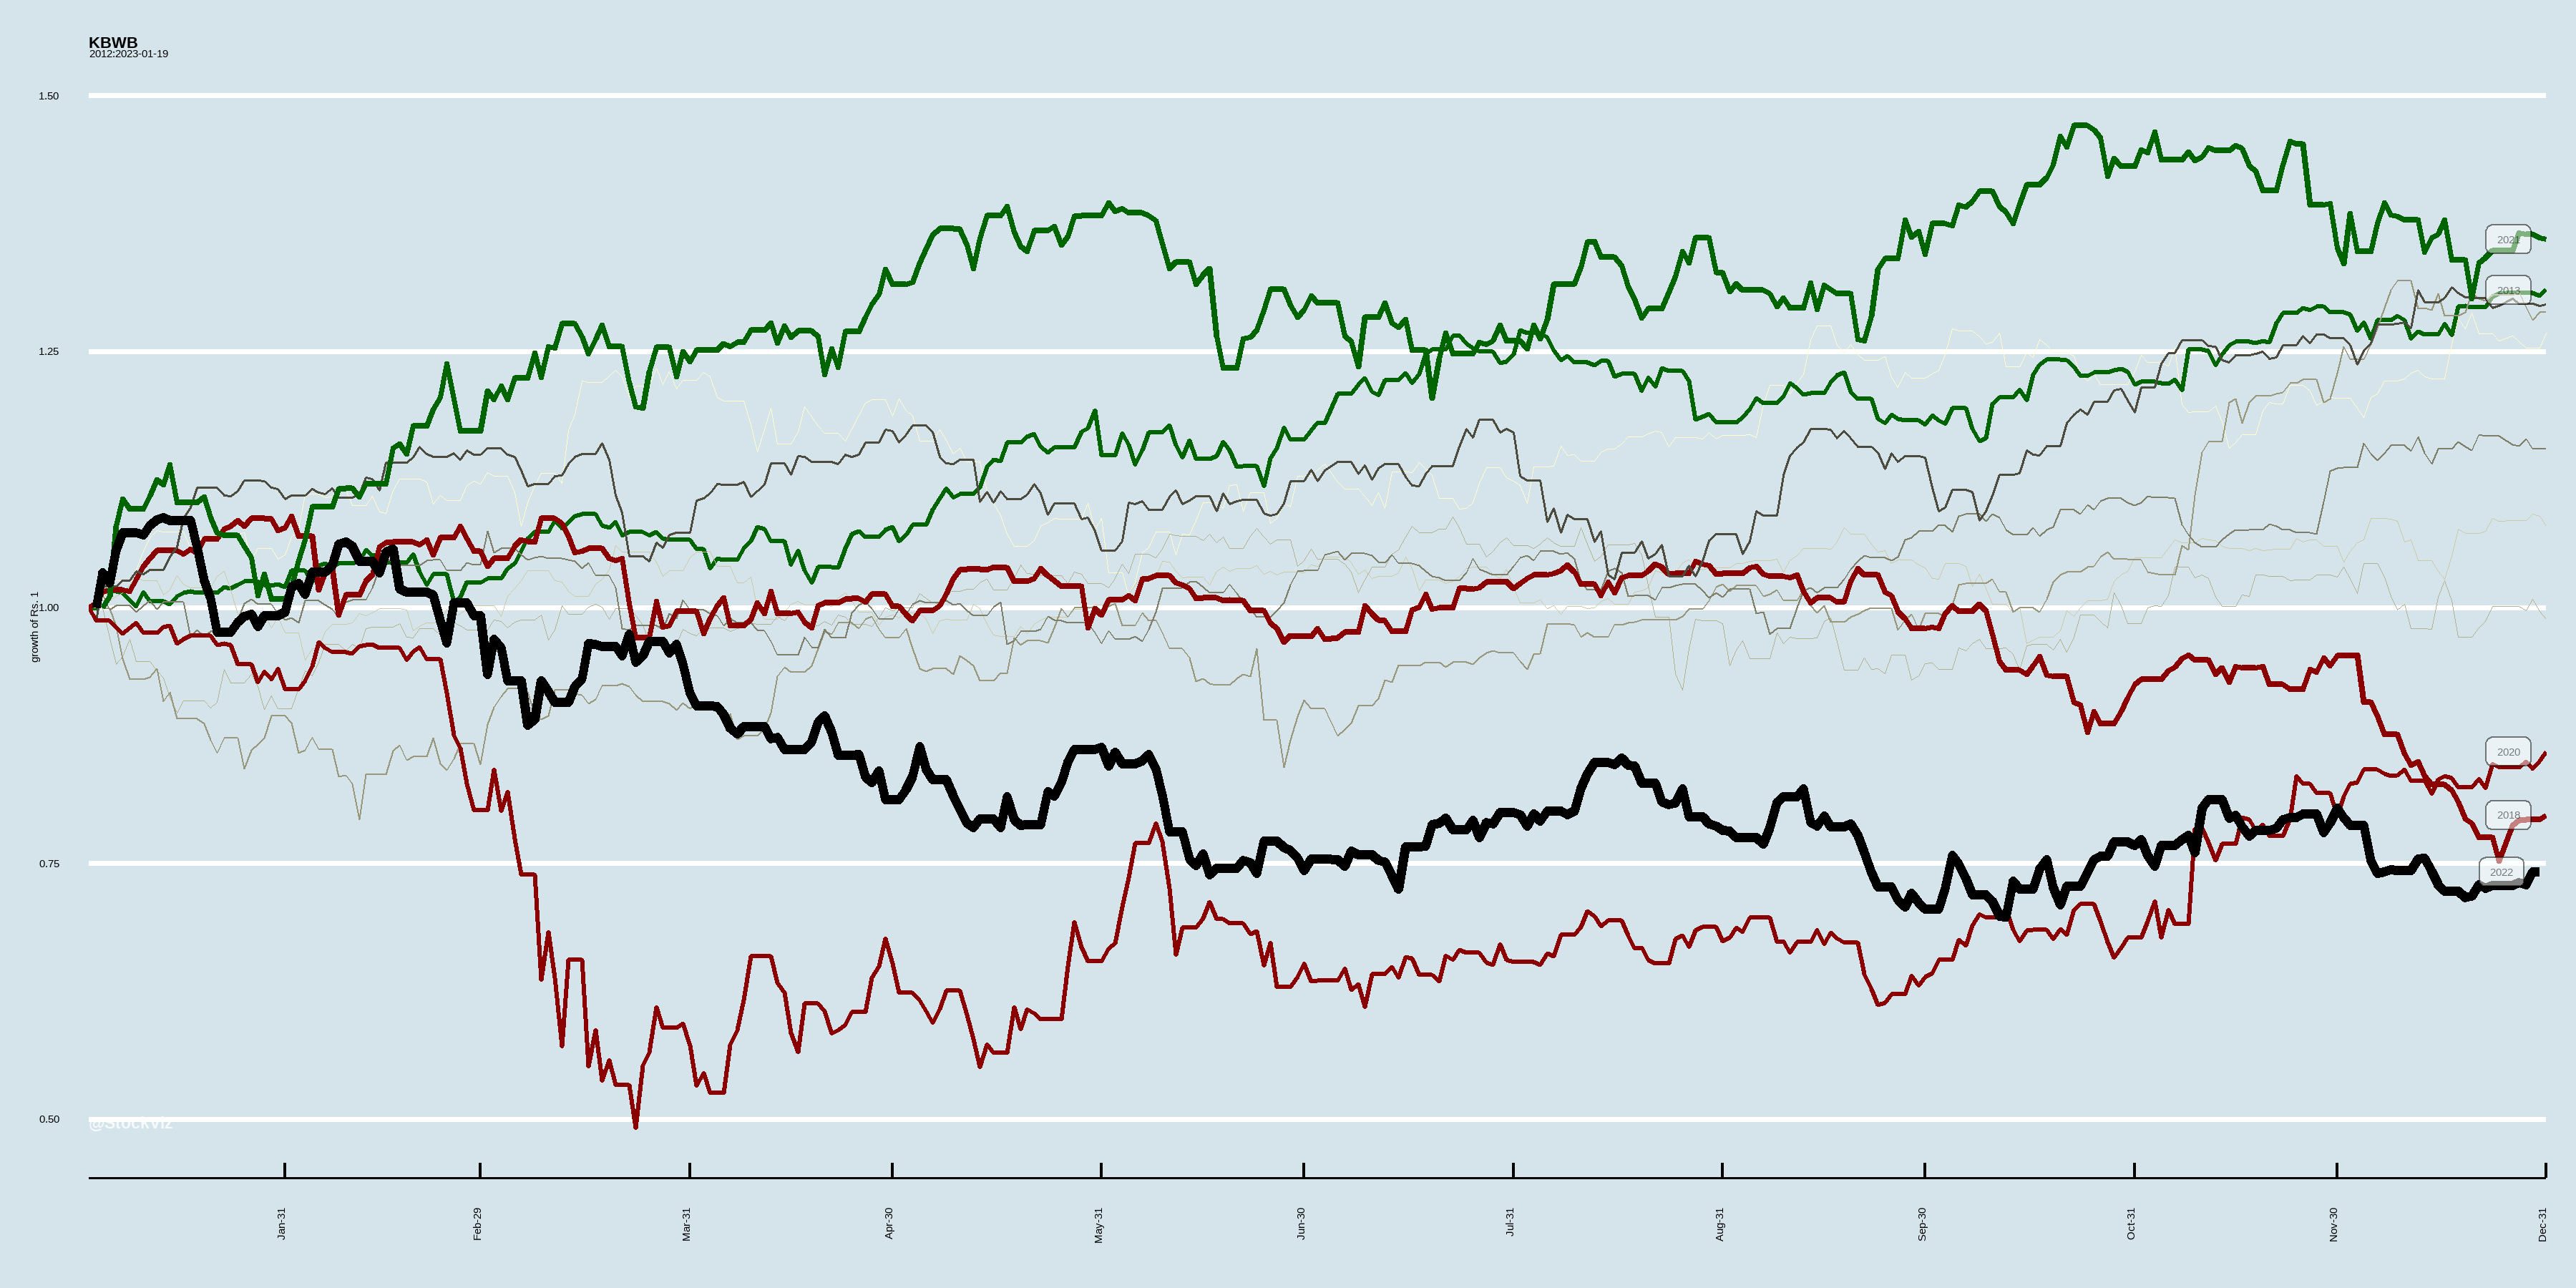 KBWB
2012:2023-01-19
1.50
1.25
1.00
0.75
0.50
growth of Rs. 1
2021
2013
2020
2018
2022
@StockViz
Jan-31
Feb-29
Mar-31
Apr-30
May-31
Jun-30
Jul-31
Aug-31
Sep-30
Oct-31
Nov-30
Dec-31